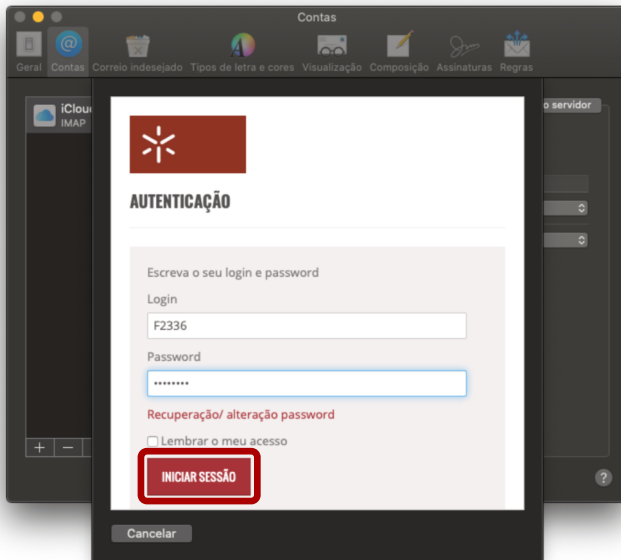 Contas
Geral Contas Correio indesejado Tipos de letra e cores Visualização Composição Assinaturas Regras
iClou
IMAP
o servidor
AUTENTICAÇÃO
Escreva o seu login e password
Login
F2336
Password
••••••••
Recuperação/ alteração password
Lembrar o meu acesso
INICIAR SESSÃO
+ −
?
Cancelar